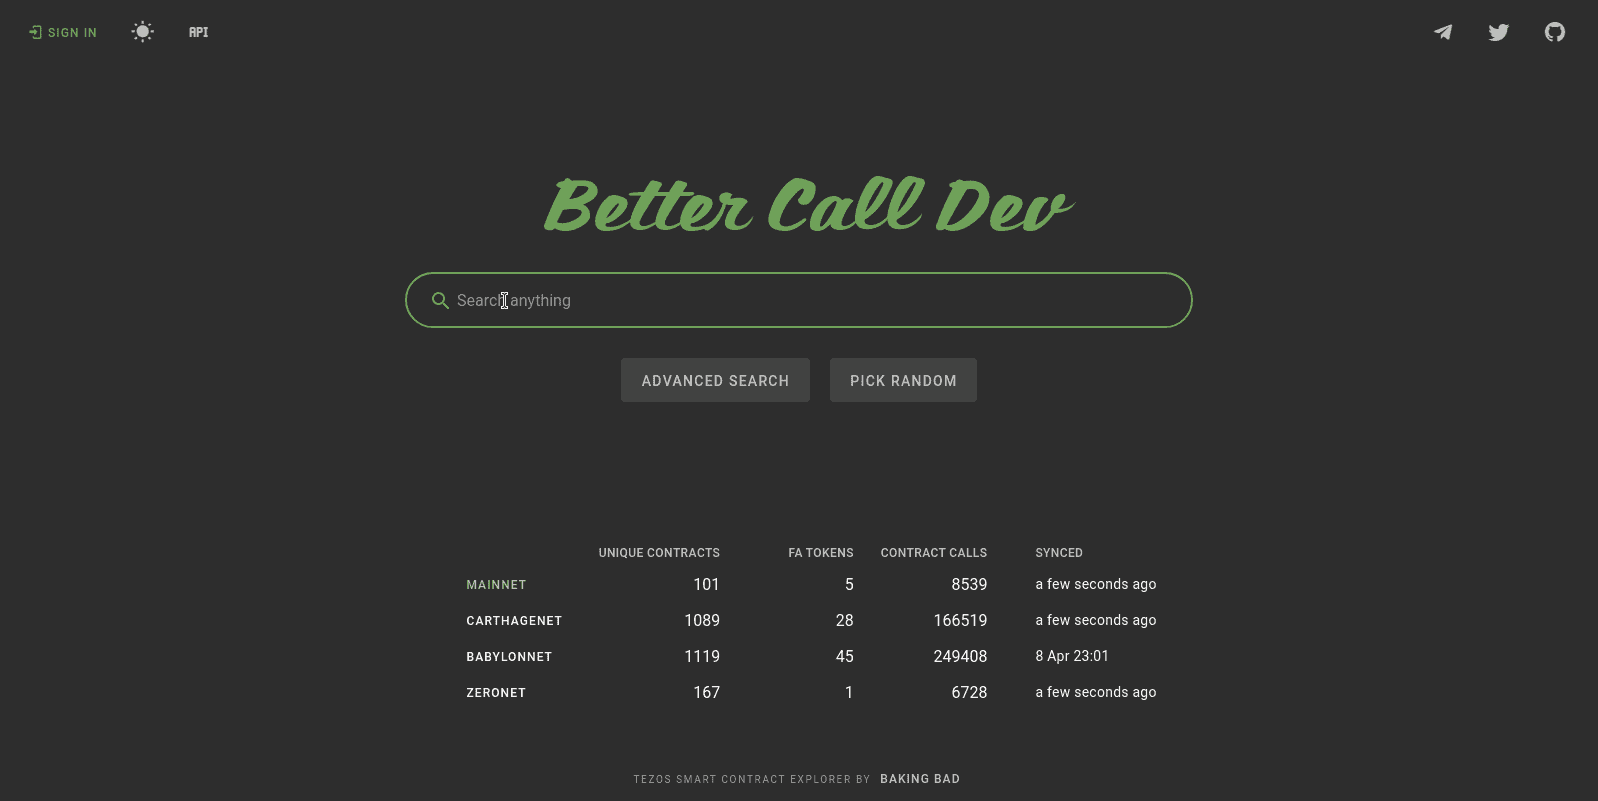 SIGN IN API
Better Call Dev
Search anything
ADVANCED SEARCH PICK RANDOM
UNIQUE CONTRACTS FA TOKENS CONTRACT CALLS SYNCED
MAINNET 101 5 8539 a few seconds ago
CARTHAGENET 1089 28 166519 a few seconds ago
BABYLONNET 1119 45 249408 8 Apr 23:01
ZERONET 167 1 6728 a few seconds ago
TEZOS SMART CONTRACT EXPLORER BY BAKING BAD